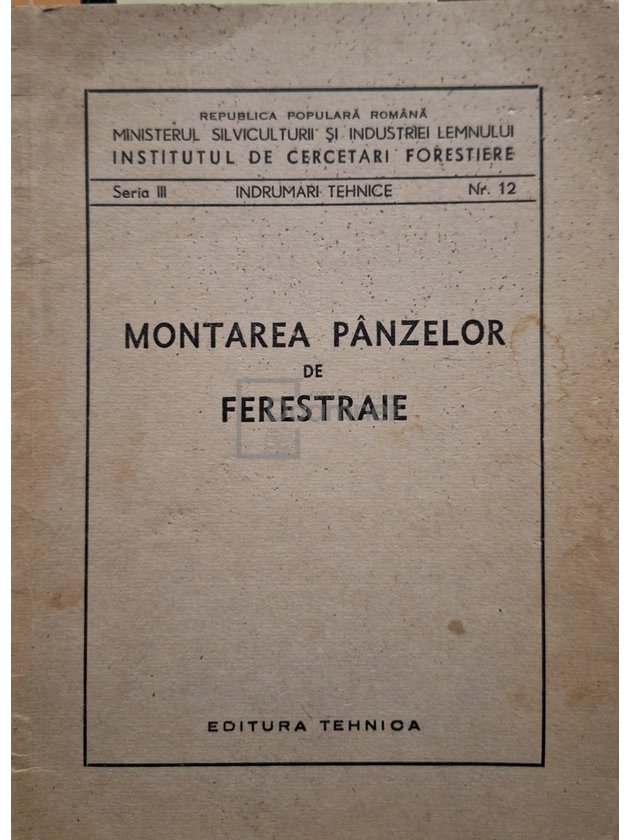 REPUBLICA POPULARĂ ROMÂNĂ
MINISTERUL SILVICULTURII ŞI INDUSTRIEI LEMNULUI
INSTITUTUL DE CERCETARI FORESTIERE
Seria III INDRUMARI TEHNICE Nr. 12
MONTAREA PÂNZELOR
DE
FERESTRAIE
EDITURA TEHNICA